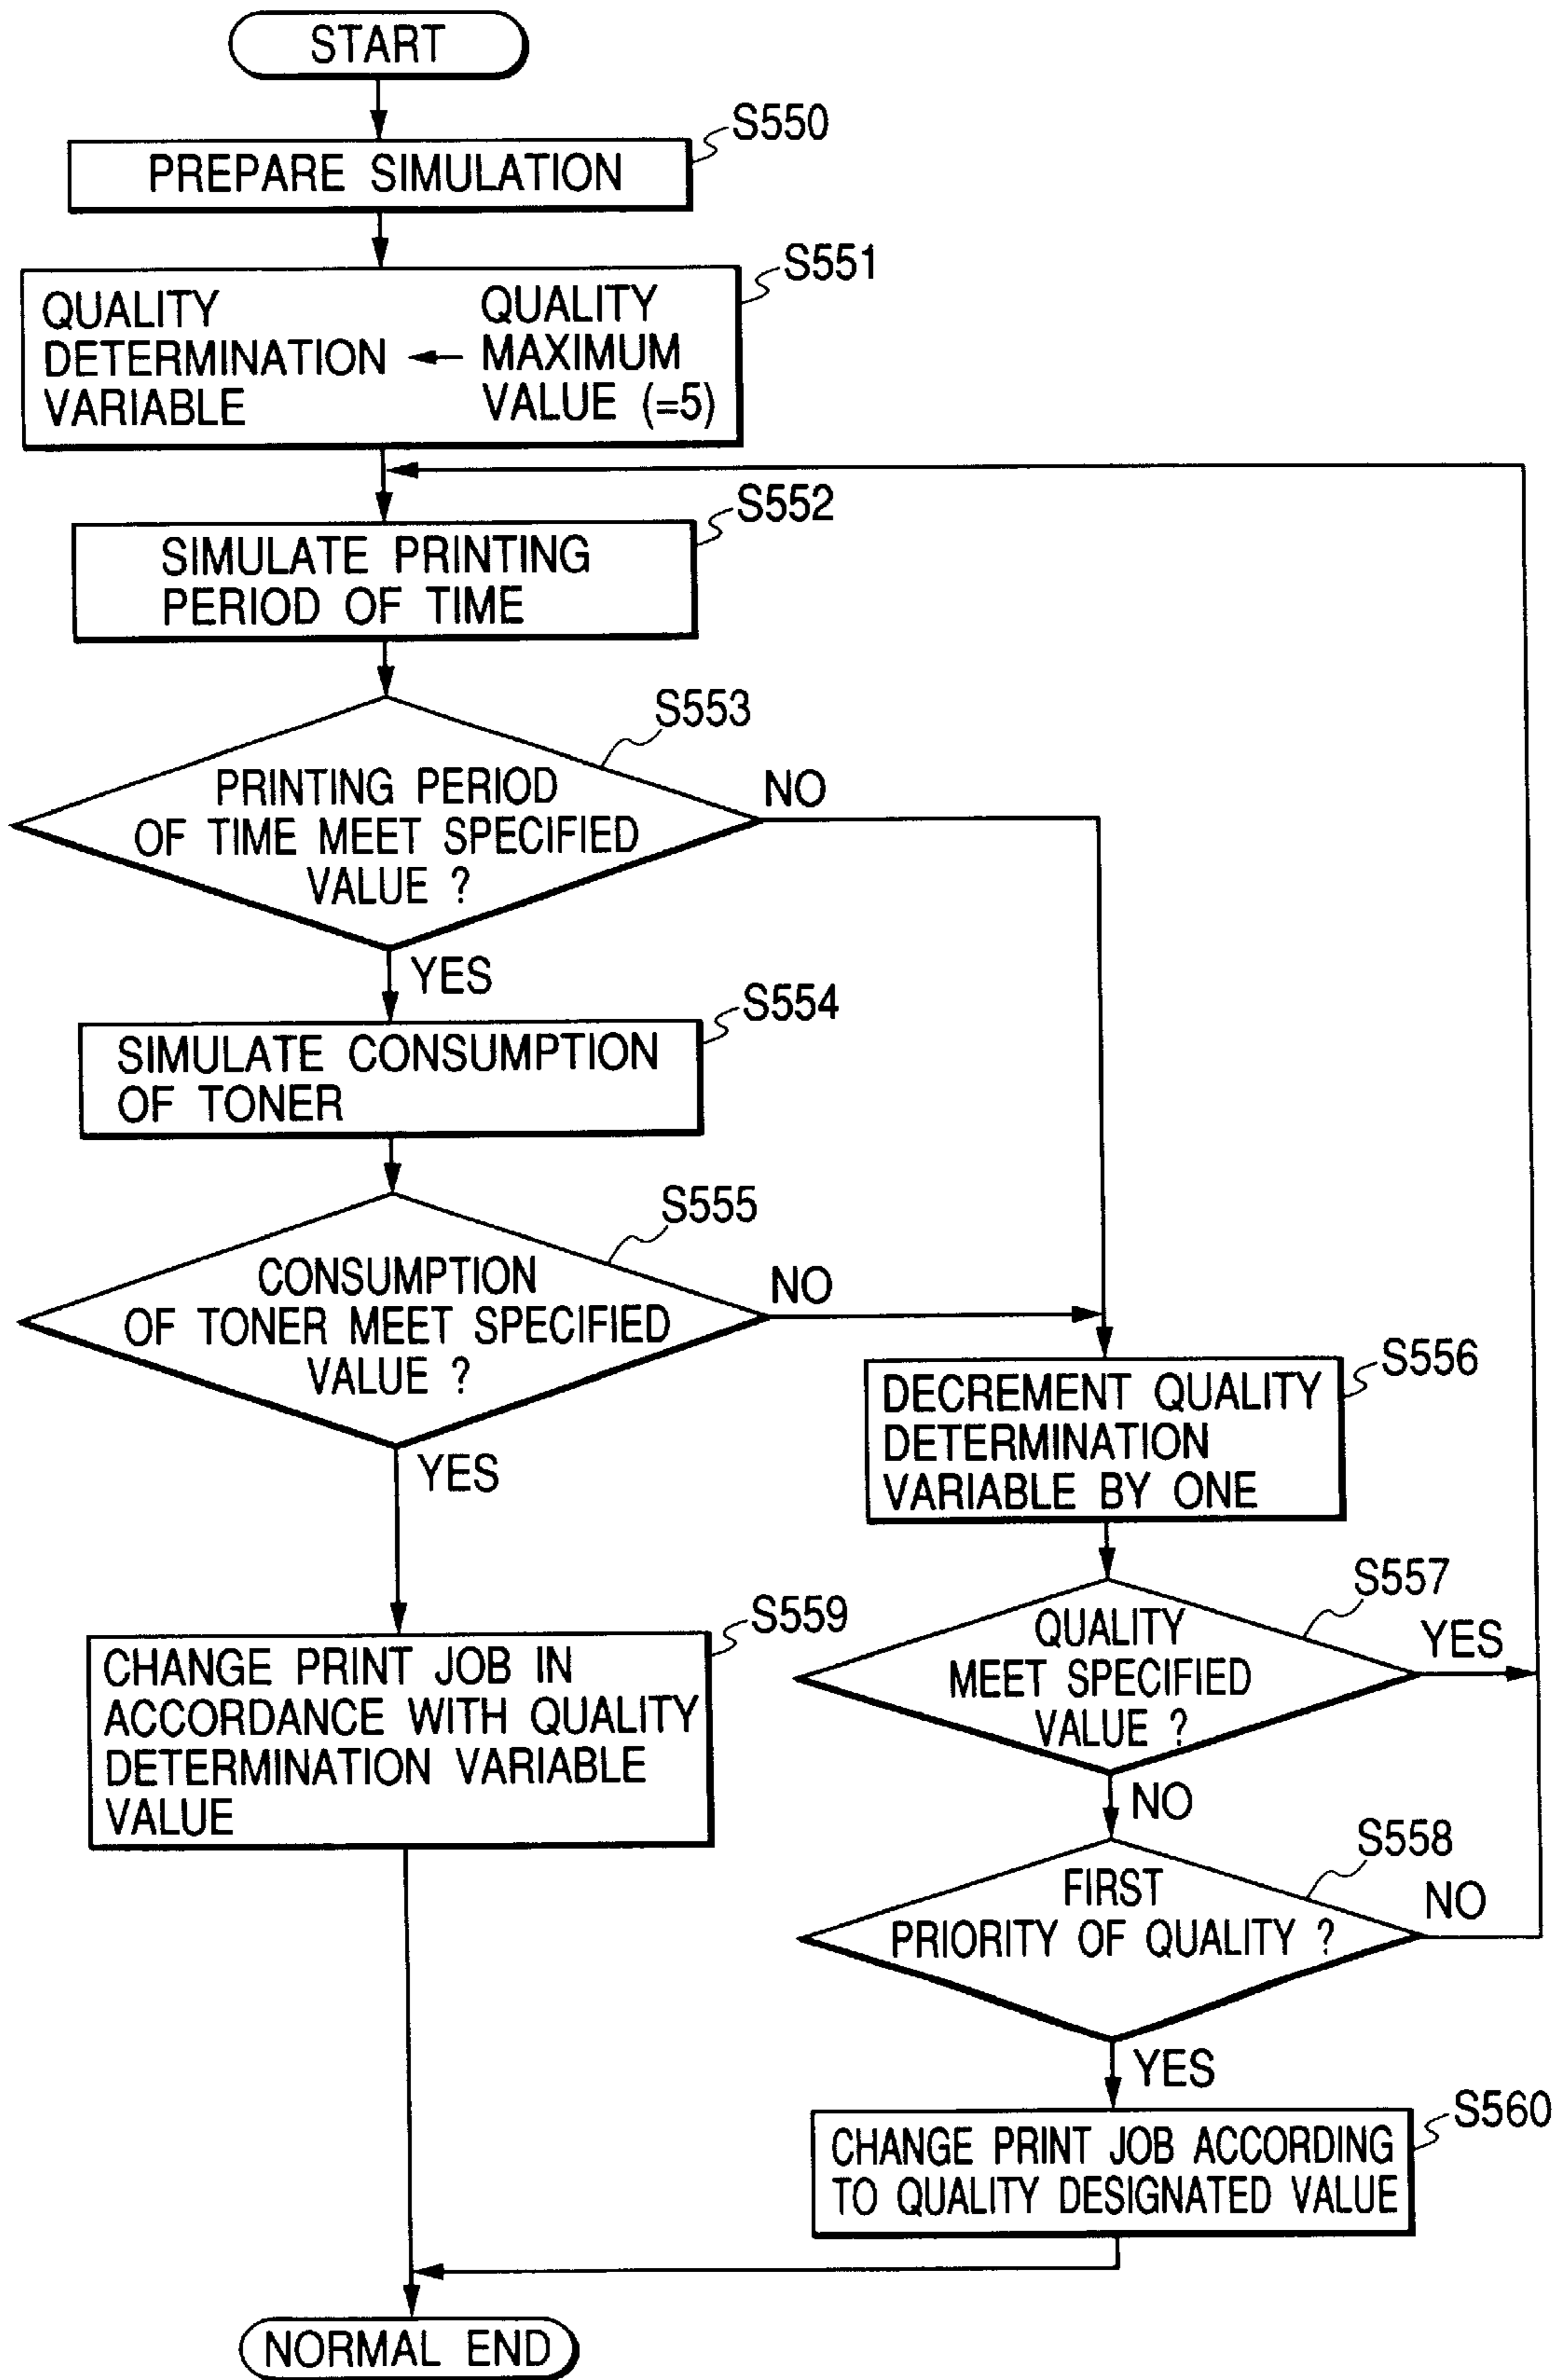 START
S550
PREPARE SIMULATION
S551
QUALITY
DETERMINATION
VARIABLE
←
QUALITY
MAXIMUM
VALUE (=5)
S552
SIMULATE PRINTING
PERIOD OF TIME
S553
PRINTING PERIOD
OF TIME MEET SPECIFIED
VALUE ?
NO
YES
S554
SIMULATE CONSUMPTION
OF TONER
S555
CONSUMPTION
OF TONER MEET SPECIFIED
VALUE ?
NO
YES
S556
DECREMENT QUALITY
DETERMINATION
VARIABLE BY ONE
S557
QUALITY
MEET SPECIFIED
VALUE ?
YES
NO
S559
CHANGE PRINT JOB IN
ACCORDANCE WITH QUALITY
DETERMINATION VARIABLE
VALUE
S558
FIRST
PRIORITY OF QUALITY ?
NO
YES
S560
CHANGE PRINT JOB ACCORDING
TO QUALITY DESIGNATED VALUE
NORMAL END